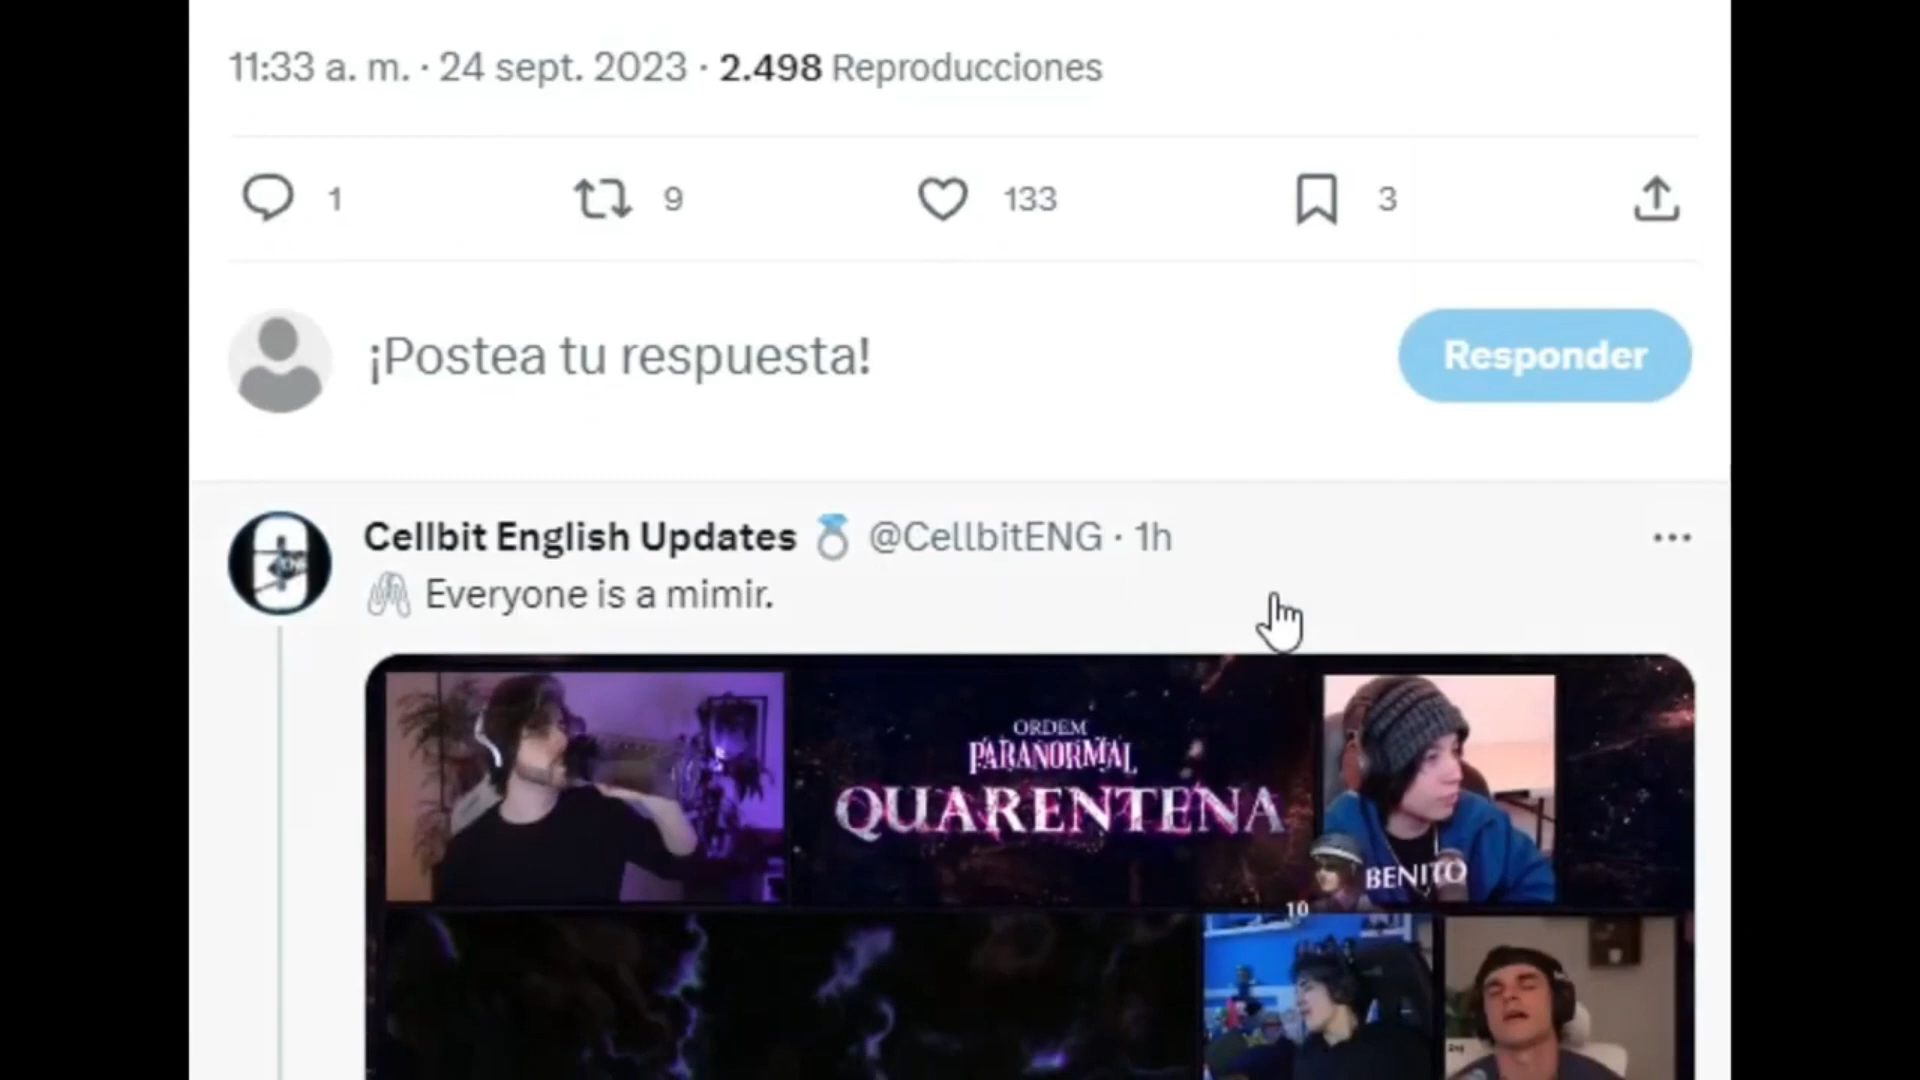 11:33 a. m. · 24 sept. 2023 · 2.498 Reproducciones
1 9 133 3
¡Postea tu respuesta! Responder
Cellbit English Updates 💍 @CellbitENG · 1h
Everyone is a mimir.
ORDEM
PARANORMAL
QUARENTENA
BENITO
10